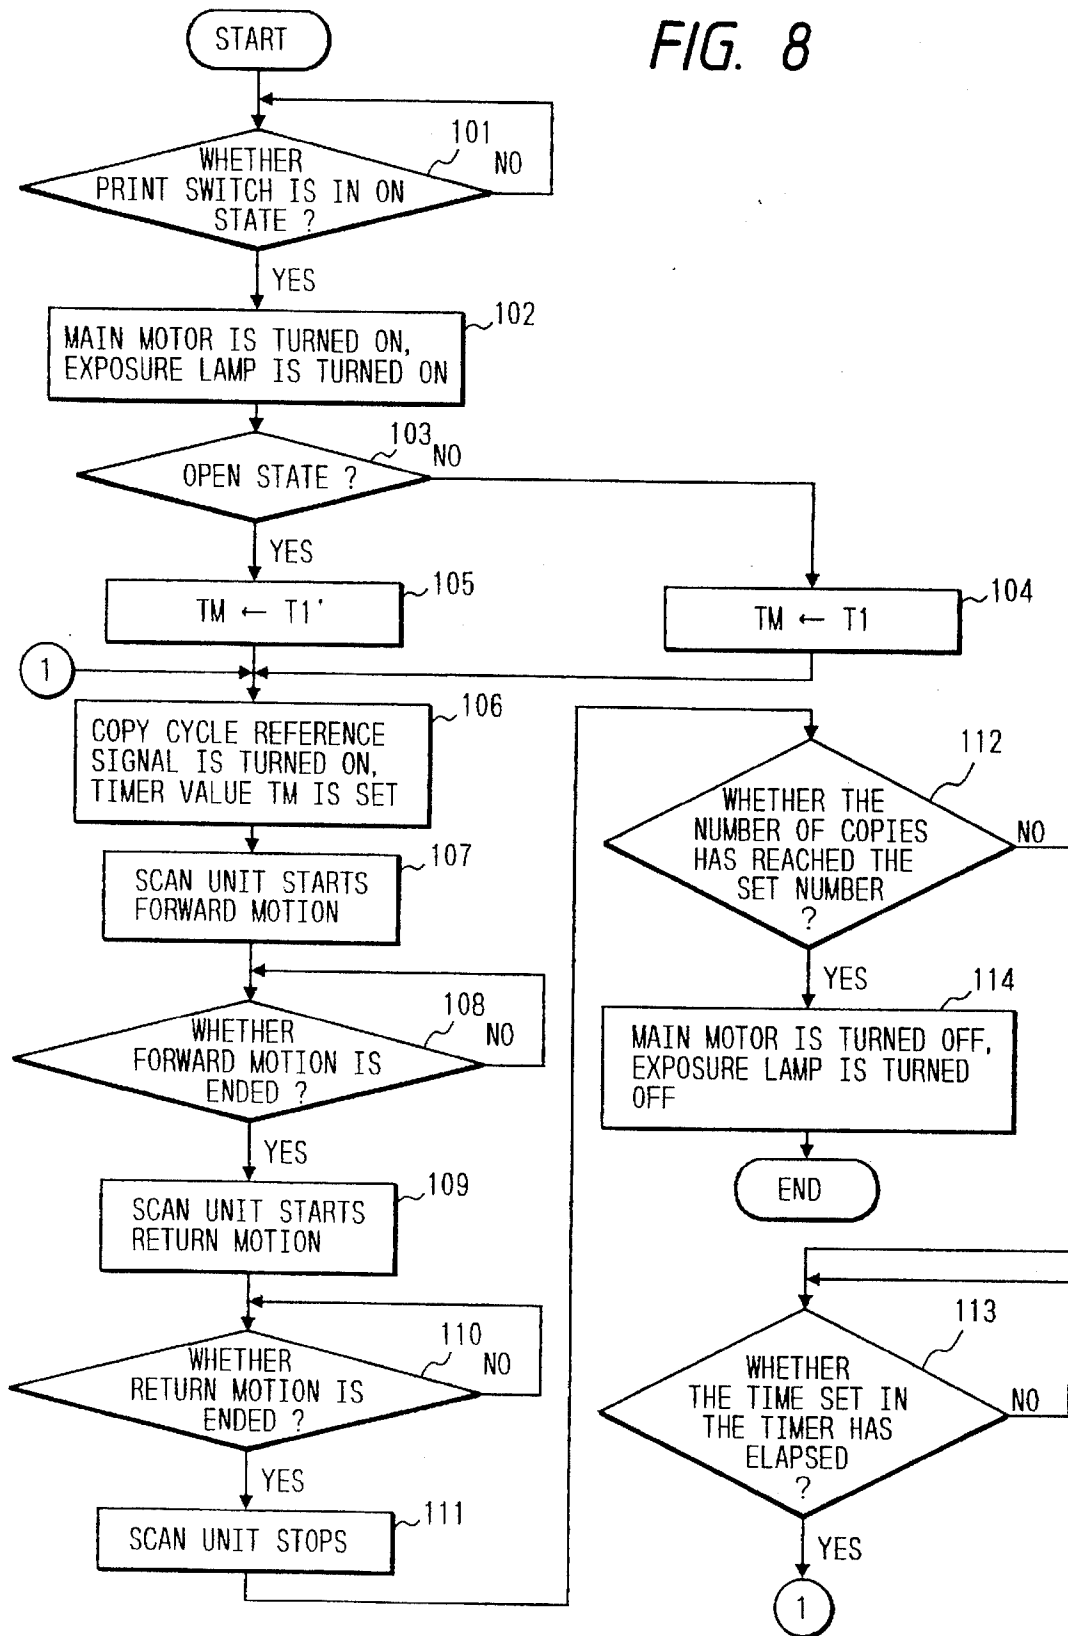 FIG. 8
START
101
WHETHER
PRINT SWITCH IS IN ON
STATE ?
NO
YES
102
MAIN MOTOR IS TURNED ON,
EXPOSURE LAMP IS TURNED ON
103
OPEN STATE ?
NO
YES
105
TM ← T1'
104
TM ← T1
1
106
COPY CYCLE REFERENCE
SIGNAL IS TURNED ON,
TIMER VALUE TM IS SET
107
SCAN UNIT STARTS
FORWARD MOTION
108
WHETHER
FORWARD MOTION IS
ENDED ?
NO
YES
109
SCAN UNIT STARTS
RETURN MOTION
110
WHETHER
RETURN MOTION IS
ENDED ?
NO
YES
111
SCAN UNIT STOPS
112
WHETHER THE
NUMBER OF COPIES
HAS REACHED THE
SET NUMBER
?
NO
YES
114
MAIN MOTOR IS TURNED OFF,
EXPOSURE LAMP IS TURNED
OFF
END
113
WHETHER
THE TIME SET IN
THE TIMER HAS
ELAPSED
?
NO
YES
1